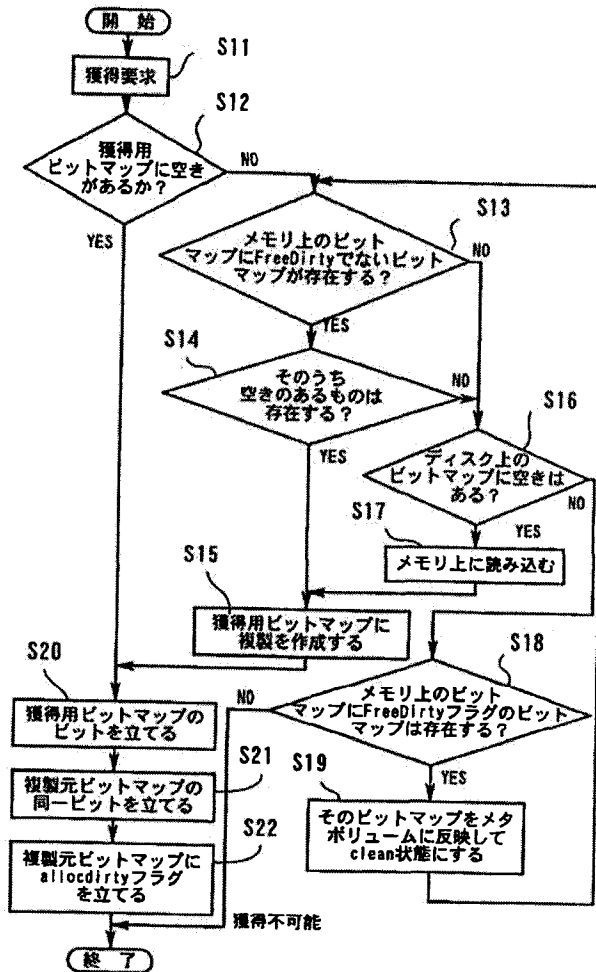 開 始
S11
獲得要求
S12
獲得用
ビットマップに空き
があるか？
NO
YES
S13
メモリ上のビット
マップにFreeDirtyでないビット
マップが存在する？
NO
YES
S14
そのうち
空きのあるものは
存在する？
NO
YES
S16
ディスク上の
ビットマップに空きは
ある？
NO
YES
S17
メモリ上に読み込む
S15
獲得用ビットマップに
複製を作成する
S18
メモリ上のビット
マップにFreeDirtyフラグのビット
マップは存在する？
NO
YES
S20
獲得用ビットマップの
ビットを立てる
S21
複製元ビットマップの
同一ビットを立てる
S19
そのビットマップをメタ
ボリュームに反映して
clean状態にする
S22
複製元ビットマップに
allocdirtyフラグ
を立てる
獲得不可能
終 了